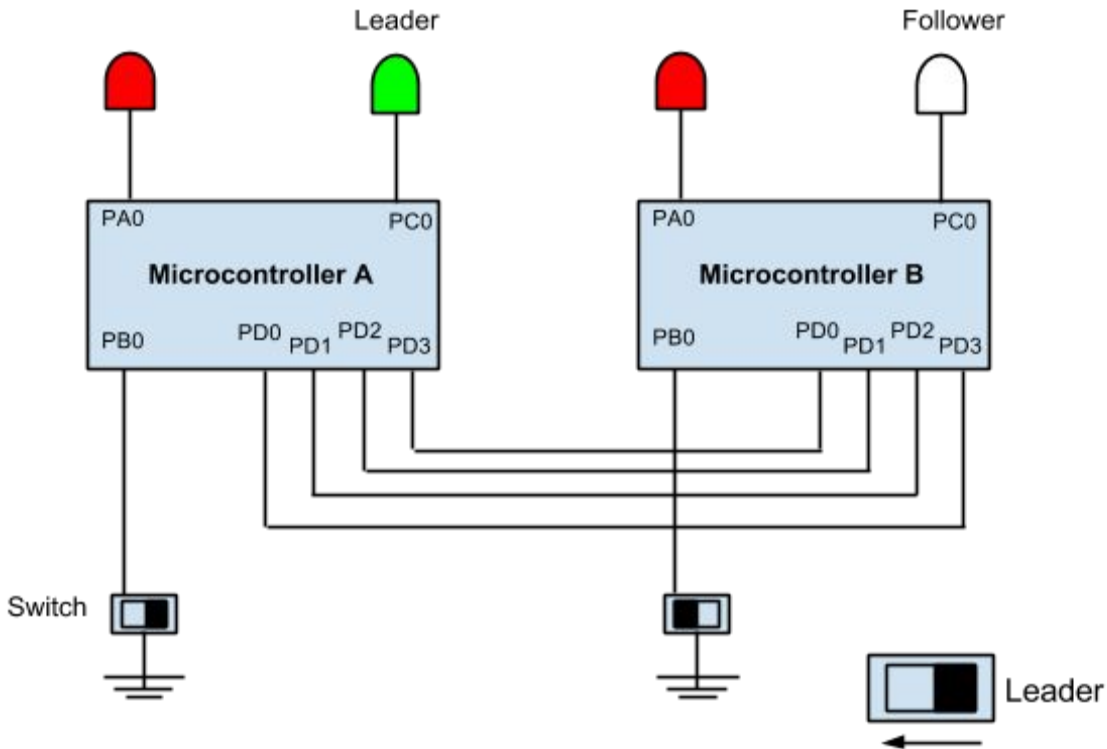 Leader
Follower
PA0
PC0
Microcontroller A
PB0
PD0
PD1
PD2
PD3
PA0
PC0
Microcontroller B
PB0
PD0
PD1
PD2
PD3
Switch
Leader